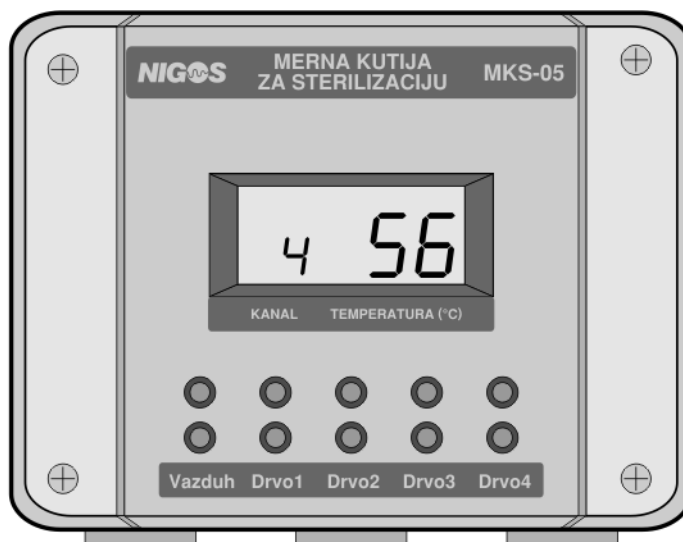 NIGOS
MERNA KUTIJA
ZA STERILIZACIJU
MKS-05
4 56
KANAL TEMPERATURA (°C)
Vazduh Drvo1 Drvo2 Drvo3 Drvo4